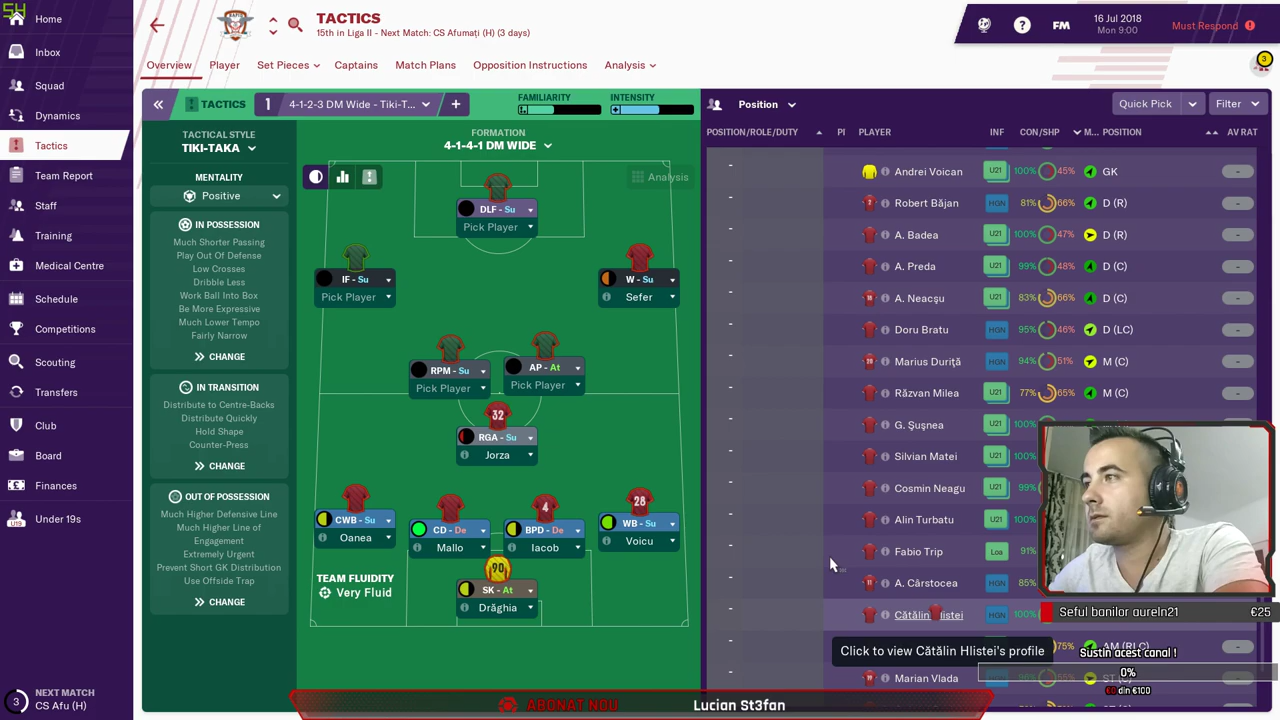 Home
Inbox
Squad
Dynamics
Tactics
Team Report
Staff
Training
Medical Centre
Schedule
Competitions
Scouting
Transfers
Club
Board
Finances
Under 19s
3
NEXT MATCH
CS Afu (H)
TACTICS
15th in Liga II - Next Match: CS Afumați (H) (3 days)
? FM
16 Jul 2018
Mon 9:00
Must Respond
Overview Player Set Pieces Captains Match Plans Opposition Instructions Analysis
3
TACTICS 1 4-1-2-3 DM Wide - Tiki-T... +
FAMILIARITY INTENSITY
TACTICAL STYLE
TIKI-TAKA
MENTALITY
Positive
IN POSSESSION
Much Shorter Passing
Play Out Of Defense
Low Crosses
Dribble Less
Work Ball Into Box
Be More Expressive
Much Lower Tempo
Fairly Narrow
CHANGE
IN TRANSITION
Distribute to Centre-Backs
Distribute Quickly
Hold Shape
Counter-Press
CHANGE
OUT OF POSSESSION
Much Higher Defensive Line
Much Higher Line of
Engagement
Extremely Urgent
Prevent Short GK Distribution
Use Offside Trap
CHANGE
FORMATION
4-1-4-1 DM WIDE
Analysis
DLF - Su
Pick Player
IF - Su
Pick Player
W - Su
Sefer
RPM - Su
Pick Player
AP - At
Pick Player
32
RGA - Su
Jorza
CWB - Su
Oanea
CD - De
Mallo
4
BPD - De
Iacob
28
WB - Su
Voicu
90
SK - At
Drăghia
TEAM FLUIDITY
Very Fluid
Position Quick Pick Filter
POSITION/ROLE/DUTY PI PLAYER INF CON/SHP M... POSITION AV RAT
- Andrei Voican U21 100% 45% GK -
- Robert Băjan HGN 81% 66% D (R) -
- A. Badea U21 100% 47% D (R) -
- A. Preda U21 99% 48% D (C) -
- A. Neacșu U21 83% 66% D (C) -
- Doru Bratu HGN 95% 46% D (LC) -
- Marius Duriță HGN 94% 51% M (C) -
- Răzvan Milea U21 77% 65% M (C) -
- G. Șușnea U21 100%
- Silvian Matei U21 100%
- Cosmin Neagu U21 99%
- Alin Turbatu U21 100%
- Fabio Trip Loa 91%
- A. Cârstocea HGN 85%
- Cătălin Hlistei HGN 100%
Click to view Cătălin Hlistei's profile
75% AM (RLC) -
- Marian Vlada ST (C) -
Seful banilor aureln21 €25
Sustin acest canal !
0%
€0 din €100
ABONAT NOU Lucian St3fan